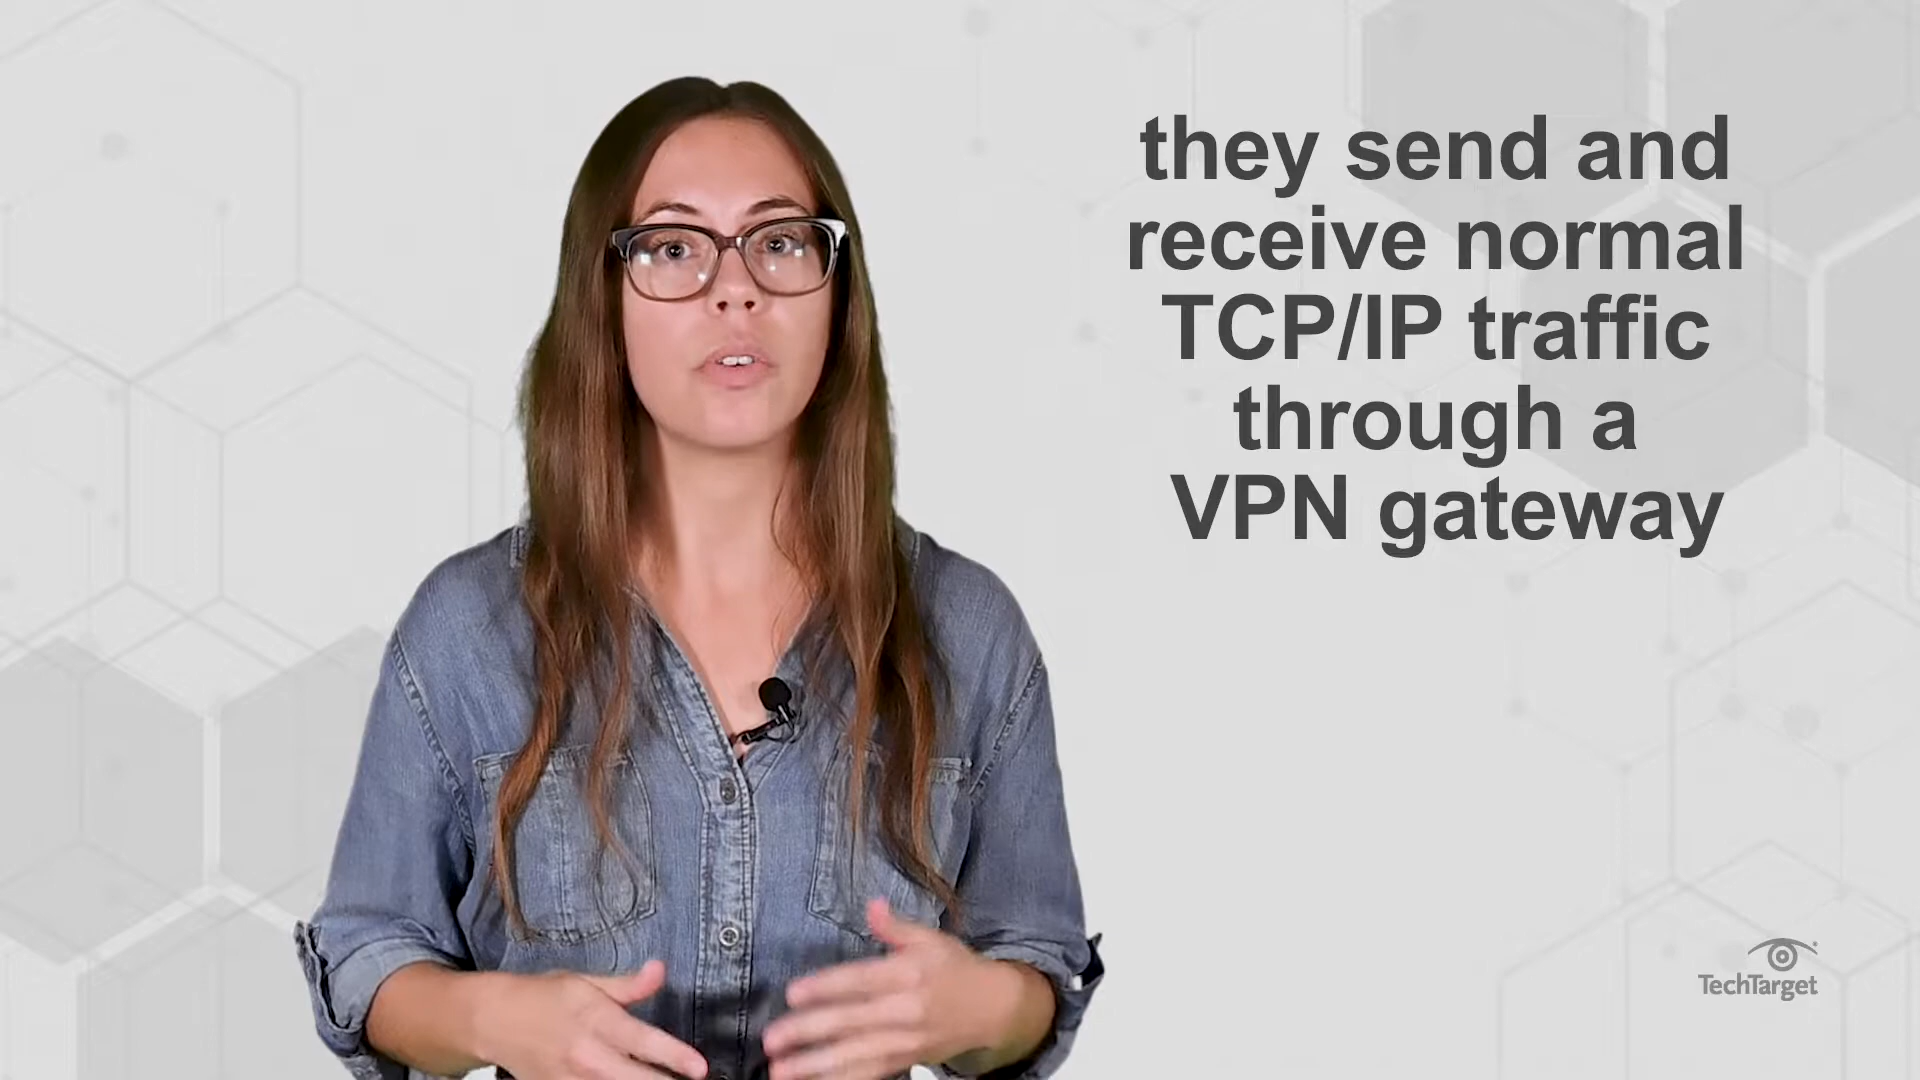 they send and
receive normal
TCP/IP traffic
through a
VPN gateway
TechTarget